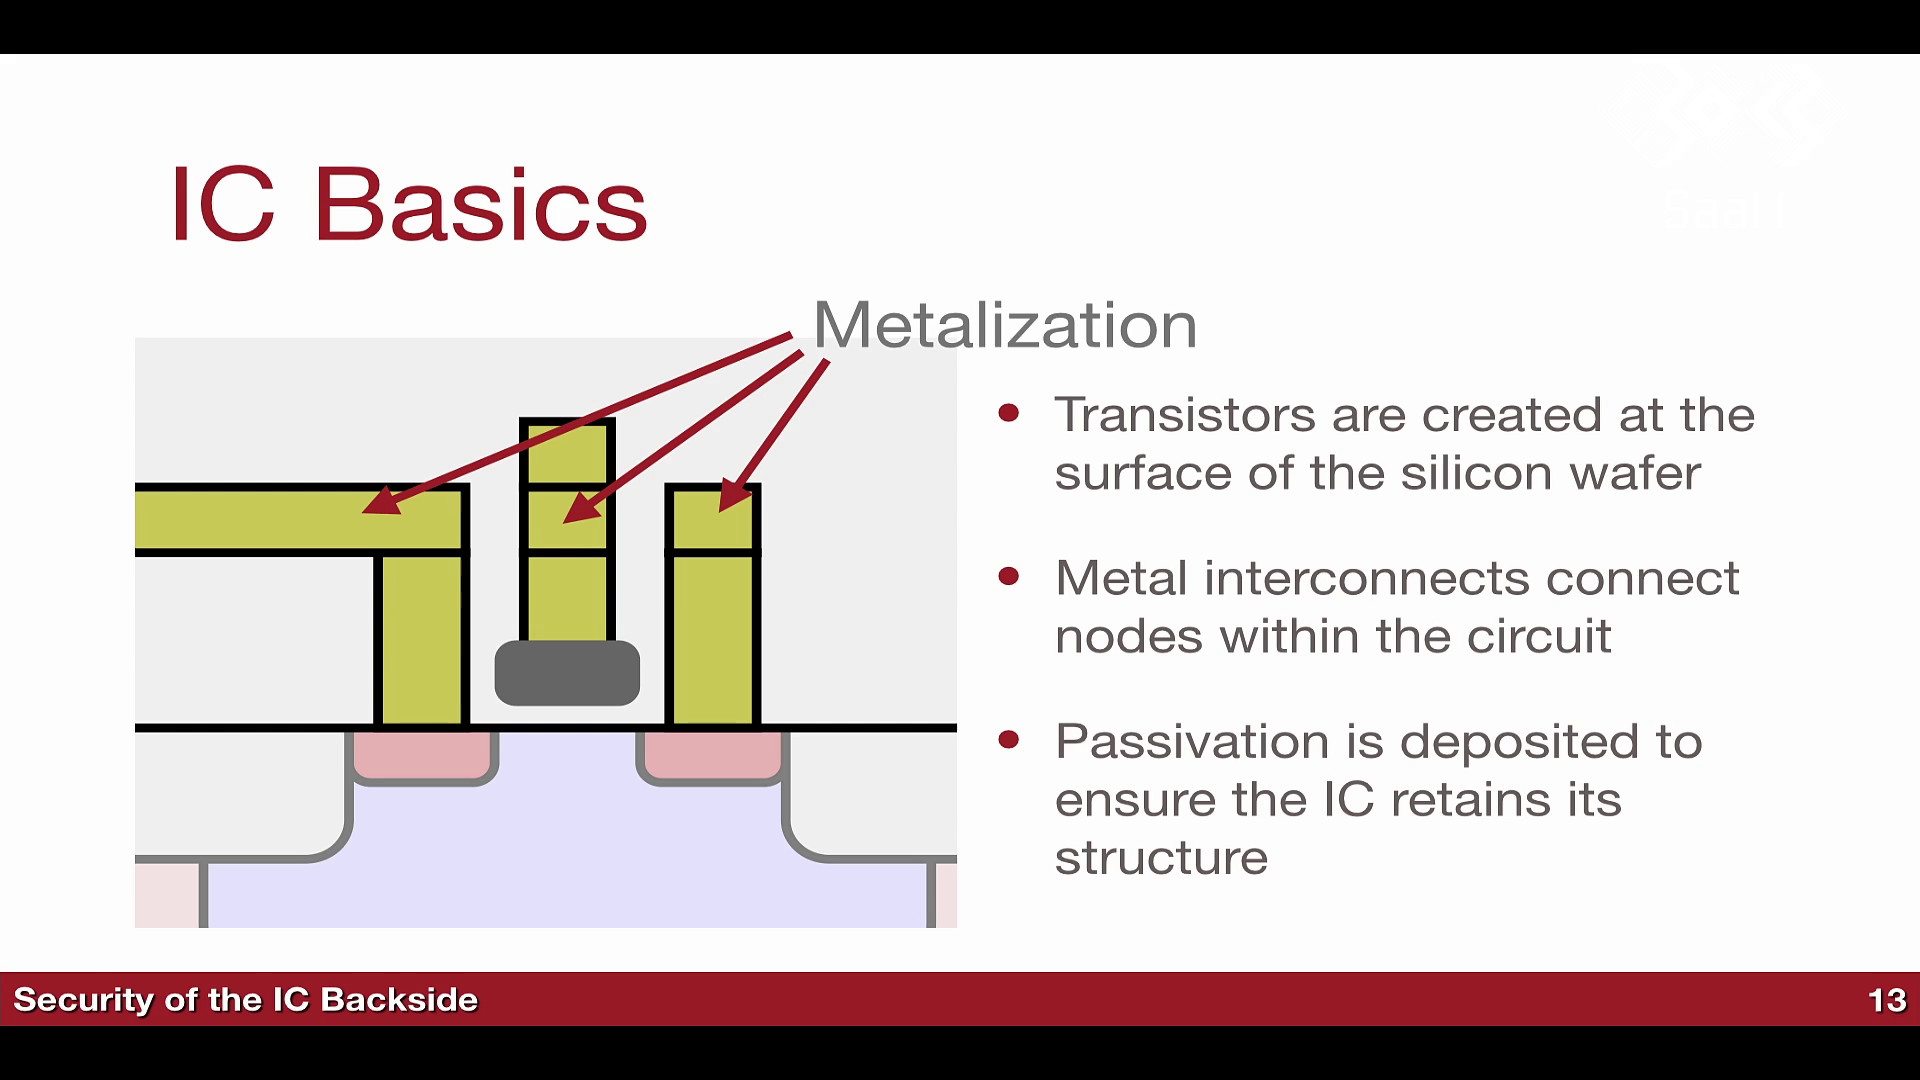 IC Basics
Metalization
• Transistors are created at the
surface of the silicon wafer
• Metal interconnects connect
nodes within the circuit
• Passivation is deposited to
ensure the IC retains its
structure
Security of the IC Backside
13